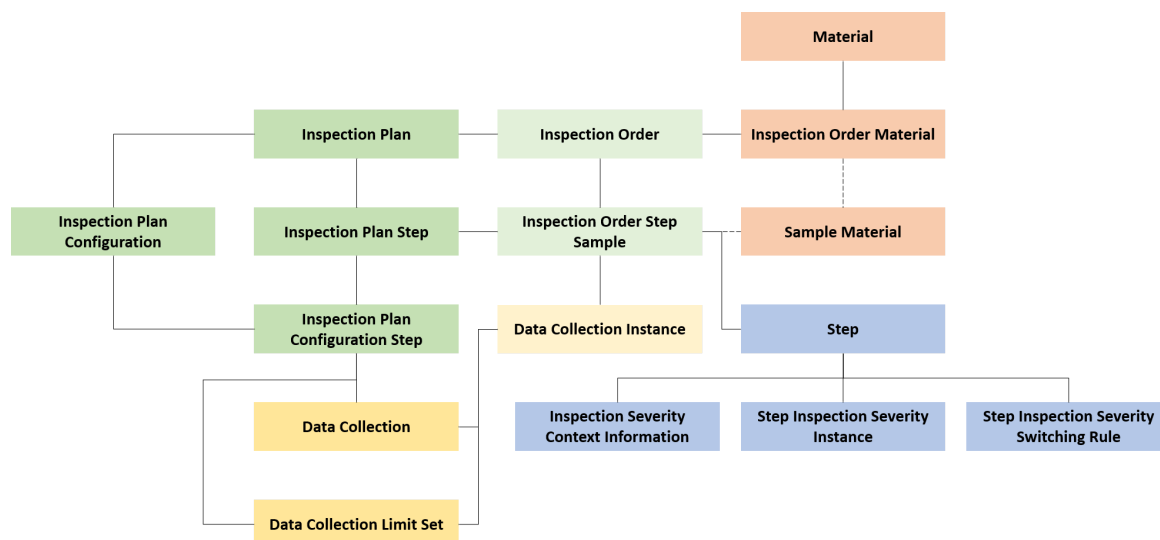 Material
Inspection Plan
Inspection Order
Inspection Order Material
Inspection Plan
Configuration
Inspection Plan Step
Inspection Order Step
Sample
Sample Material
Inspection Plan
Configuration Step
Data Collection Instance
Step
Data Collection
Inspection Severity
Context Information
Step Inspection Severity
Instance
Step Inspection Severity
Switching Rule
Data Collection Limit Set